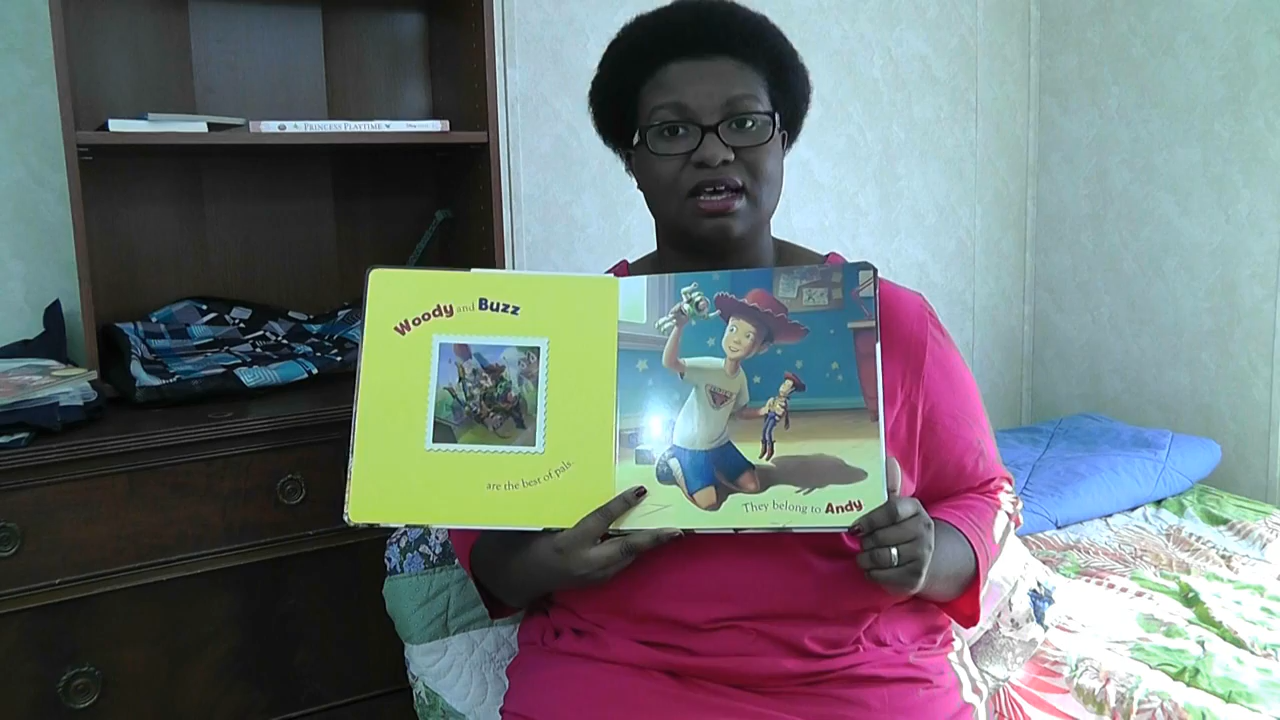 PRINCESS PLAYTIME
Woody and Buzz
are the best of pals.
They belong to Andy